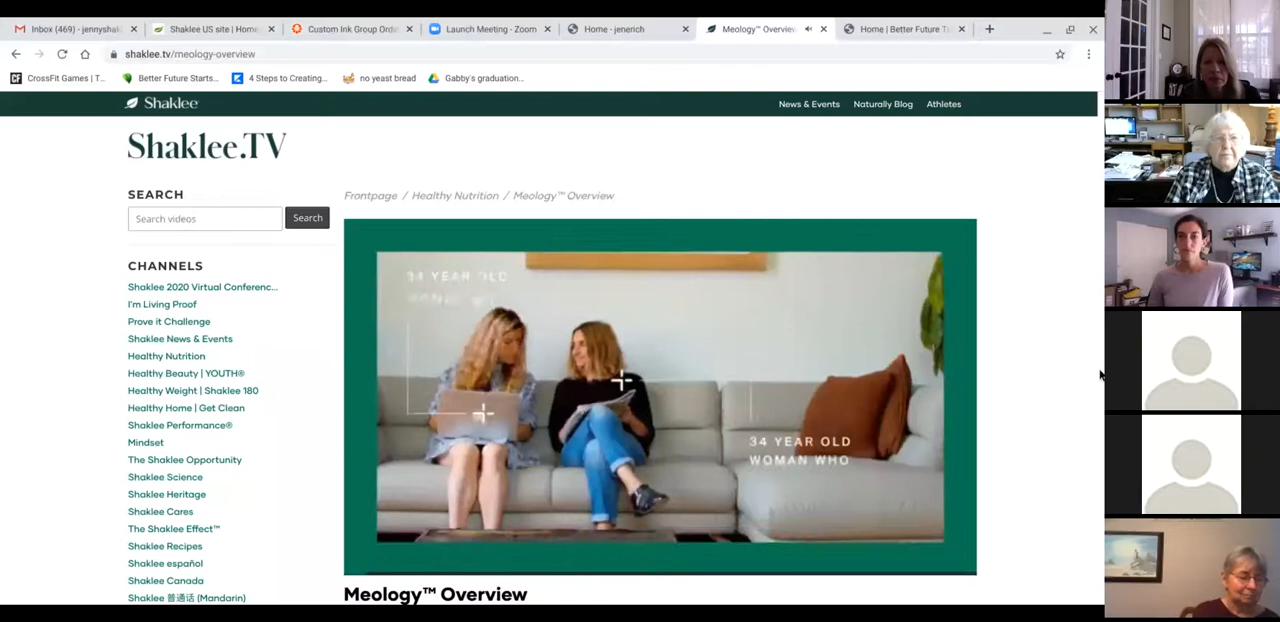 Inbox (469) - jennyshak
Shaklee US site | Home
Custom Ink Group Orde
Launch Meeting - Zoom
Home - jenerich
Meology™ Overview
Home | Better Future T
shaklee.tv/meology-overview
CrossFit Games | T...
Better Future Starts...
4 Steps to Creating...
no yeast bread
Gabby's graduation...
Shaklee
News & Events
Naturally Blog
Athletes
Shaklee.TV
SEARCH
Search videos
Search
Frontpage / Healthy Nutrition / Meology™ Overview
CHANNELS
Shaklee 2020 Virtual Conferenc...
I'm Living Proof
Prove it Challenge
Shaklee News & Events
Healthy Nutrition
Healthy Beauty | YOUTH®
Healthy Weight | Shaklee 180
Healthy Home | Get Clean
Shaklee Performance®
Mindset
The Shaklee Opportunity
Shaklee Science
Shaklee Heritage
Shaklee Cares
The Shaklee Effect™
Shaklee Recipes
Shaklee español
Shaklee Canada
Shaklee 普通话 (Mandarin)
34 YEAR OLD
34 YEAR OLD
WOMAN WHO
Meology™ Overview